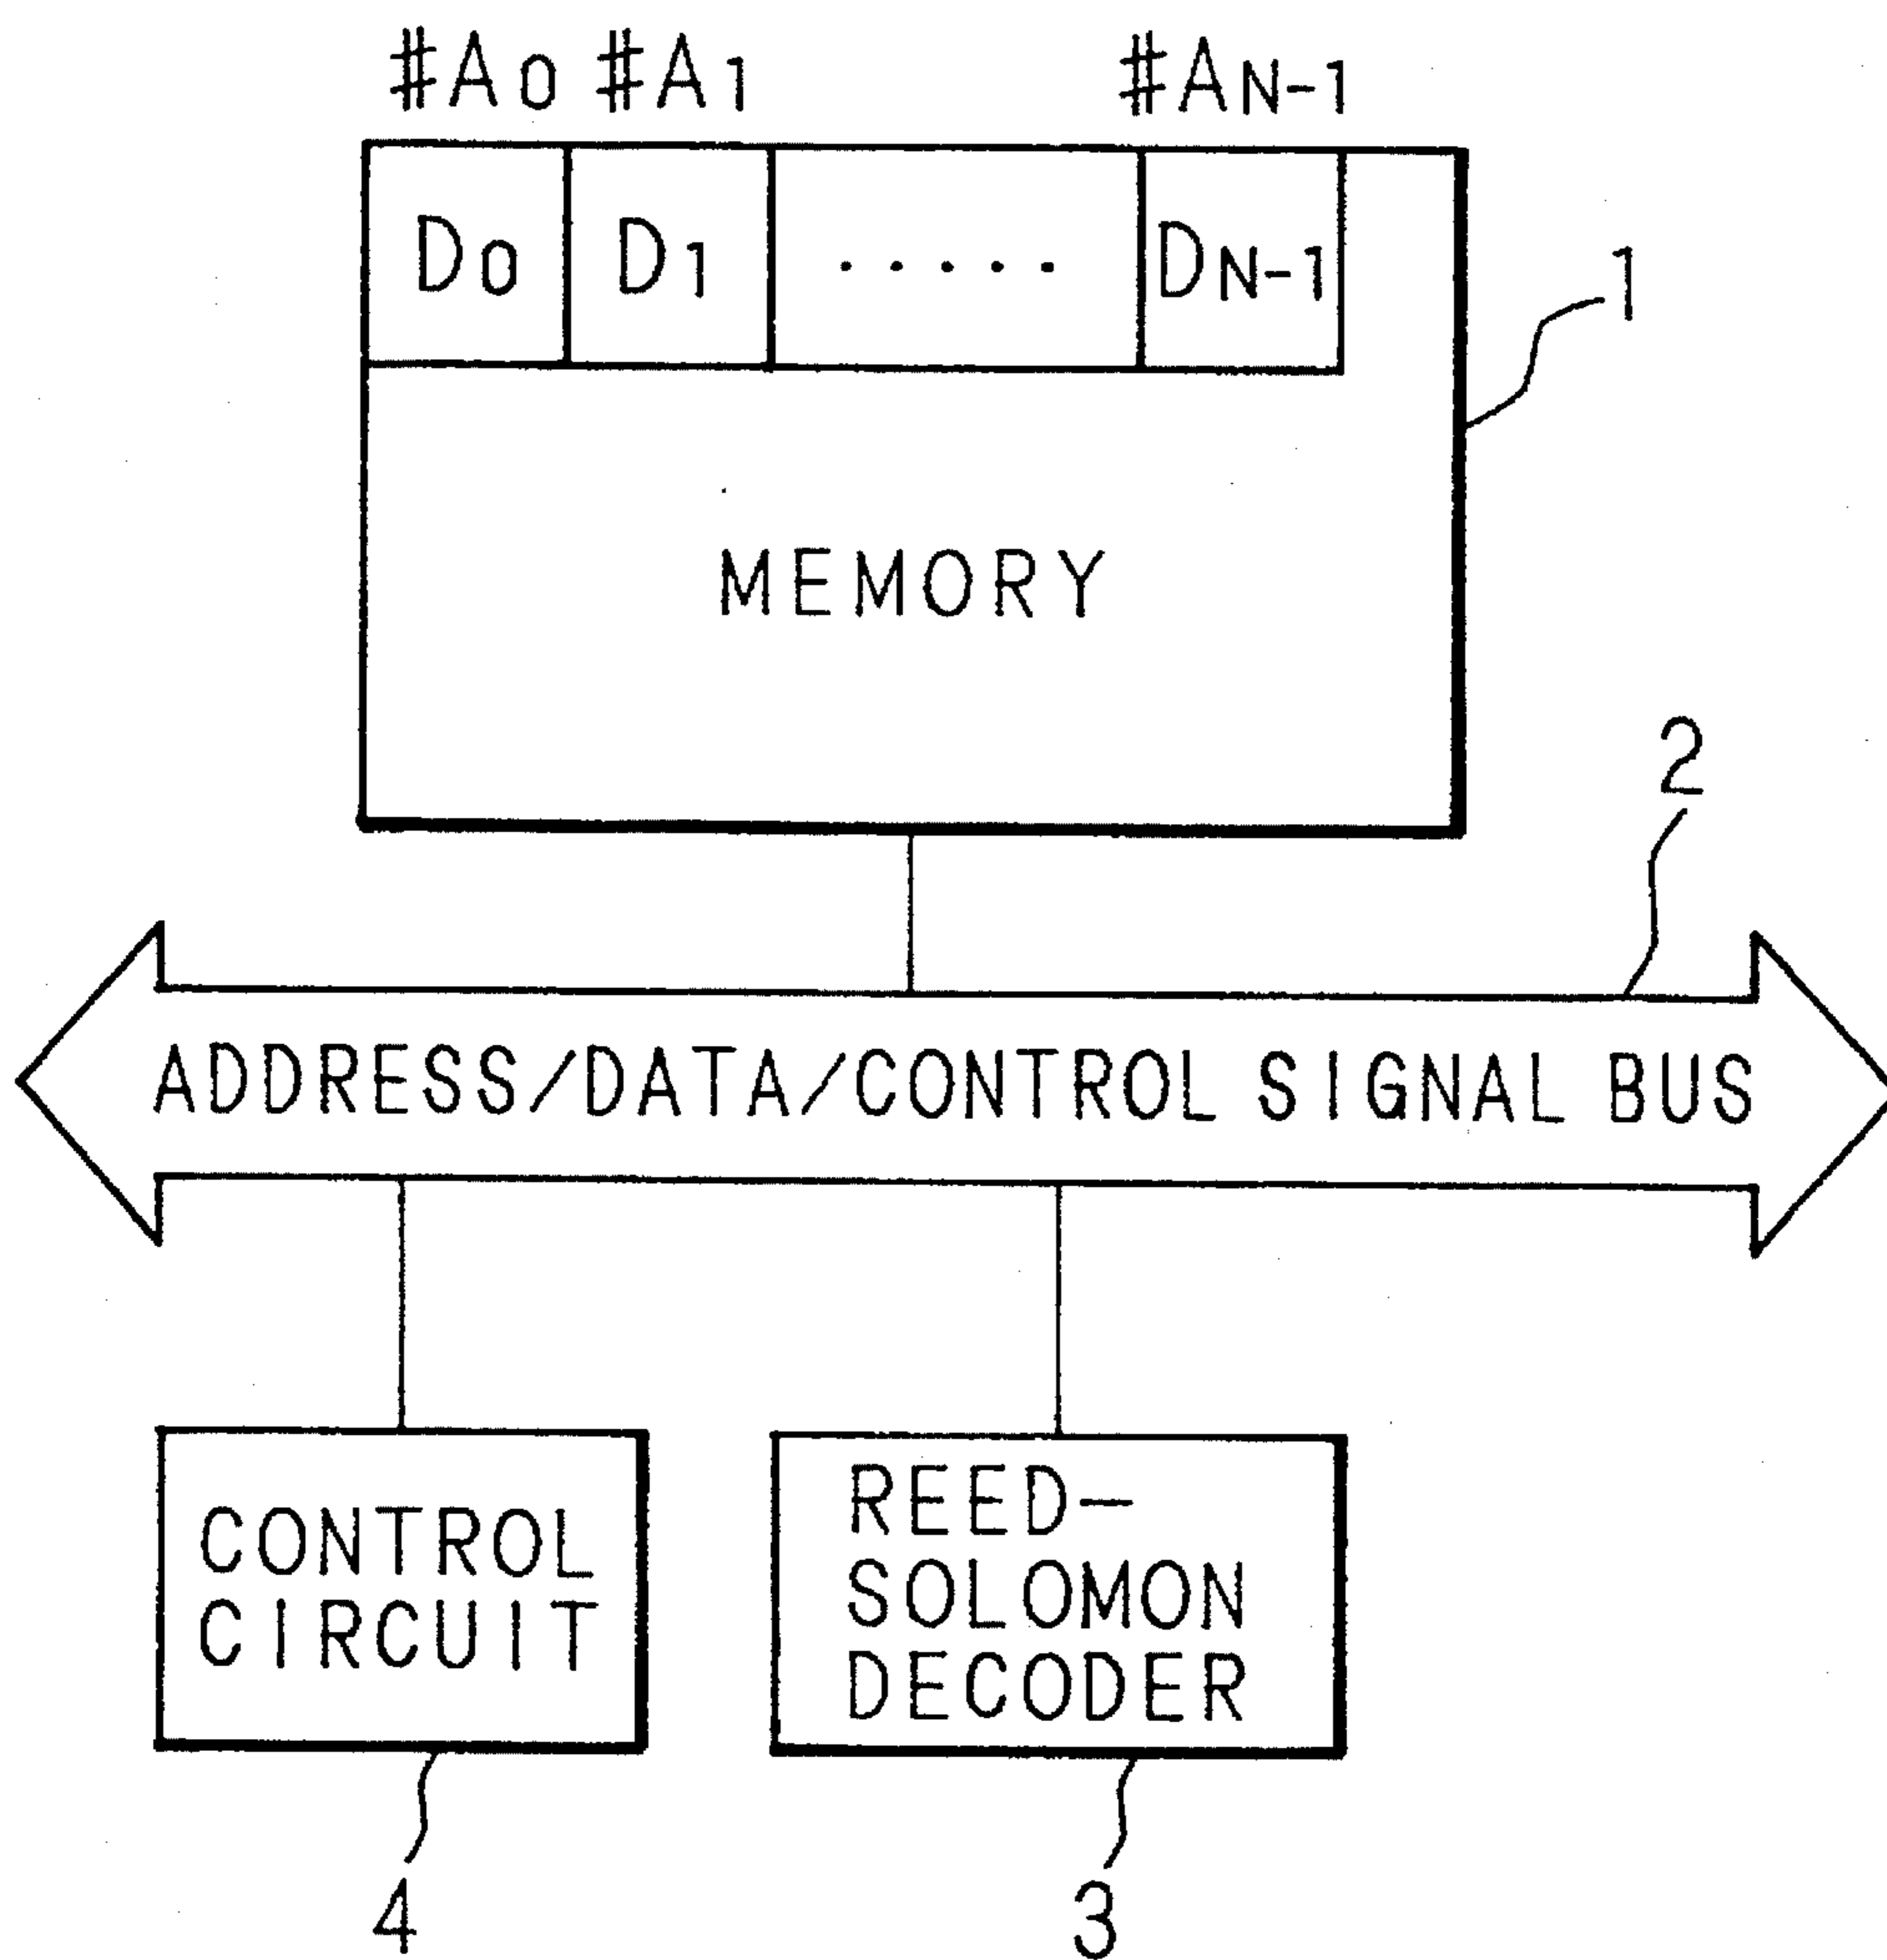 #A0 #A1 #AN-1
D0 D1 ..... DN-1
1
MEMORY
2
ADDRESS/DATA/CONTROL SIGNAL BUS
CONTROL
CIRCUIT
REED-
SOLOMON
DECODER
4
3